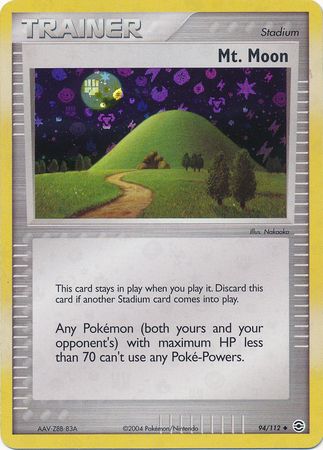 TRAINER
Stadium
Mt. Moon
Illus. Nakaoka
This card stays in play when you play it. Discard
this card if another Stadium card comes into play.
Any Pokémon (both yours and your
opponent's) with maximum HP less
than 70 can't use any Poké-Powers.
AAV-Z8B-83A
©2004 Pokémon/Nintendo
94/112